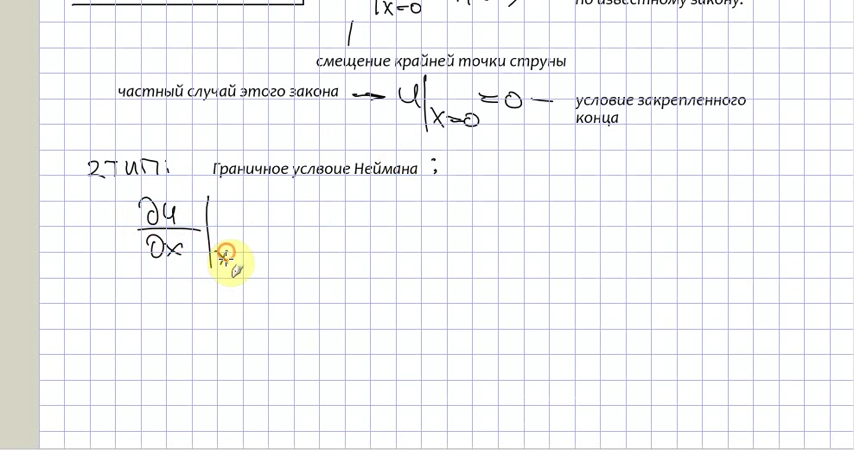 x=0
по известному закону.
смещение крайней точки струны
частный случай этого закона → u|x=0 = 0 — условие закрепленного
конца
2 тип: Граничное услвоие Неймана ;
∂u
∂x